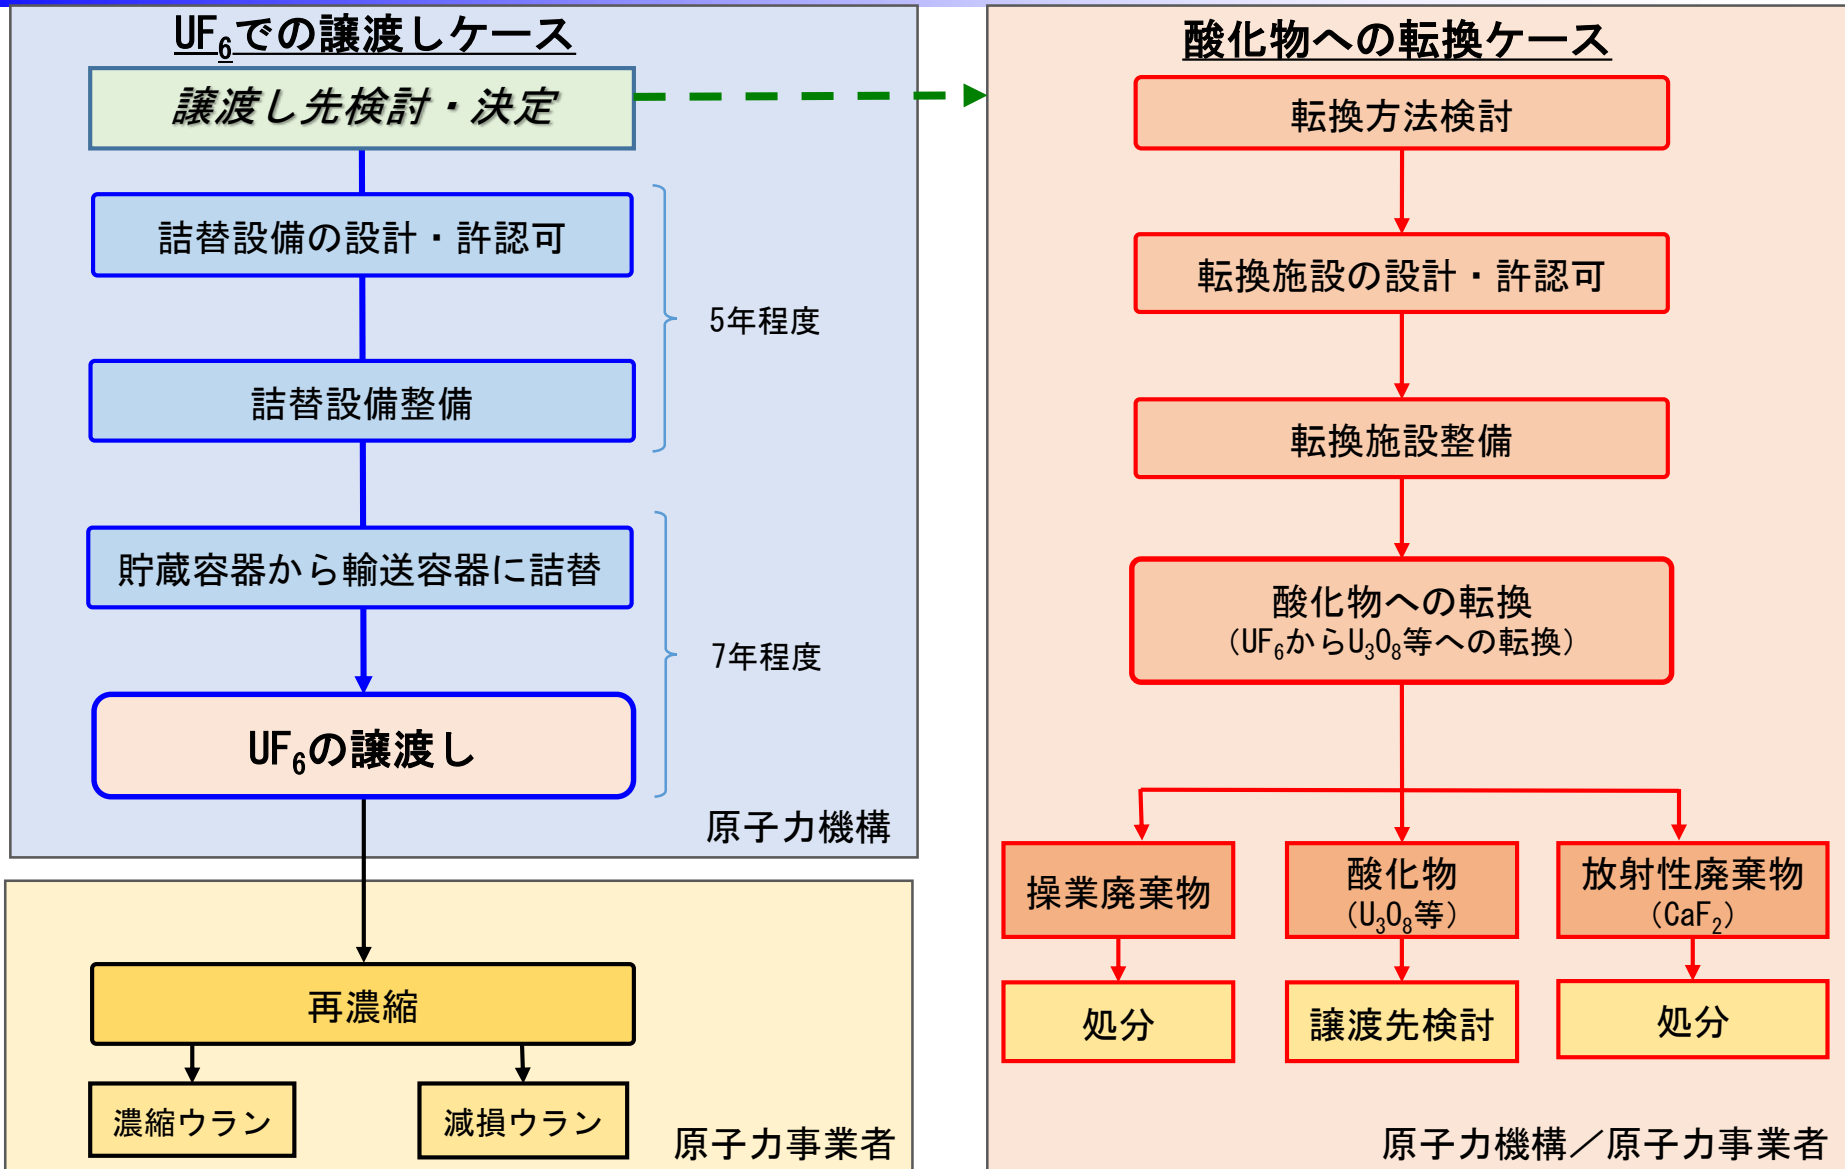 UF₆での譲渡しケース
譲渡し先検討・決定
詰替設備の設計・許認可
5年程度
詰替設備整備
貯蔵容器から輸送容器に詰替
7年程度
UF₆の譲渡し
原子力機構
再濃縮
濃縮ウラン
減損ウラン
原子力事業者
酸化物への転換ケース
転換方法検討
転換施設の設計・許認可
転換施設整備
酸化物への転換
（UF₆からU₃O₈等への転換）
操業廃棄物
酸化物
（U₃O₈等）
放射性廃棄物
（CaF₂）
処分
譲渡先検討
処分
原子力機構／原子力事業者